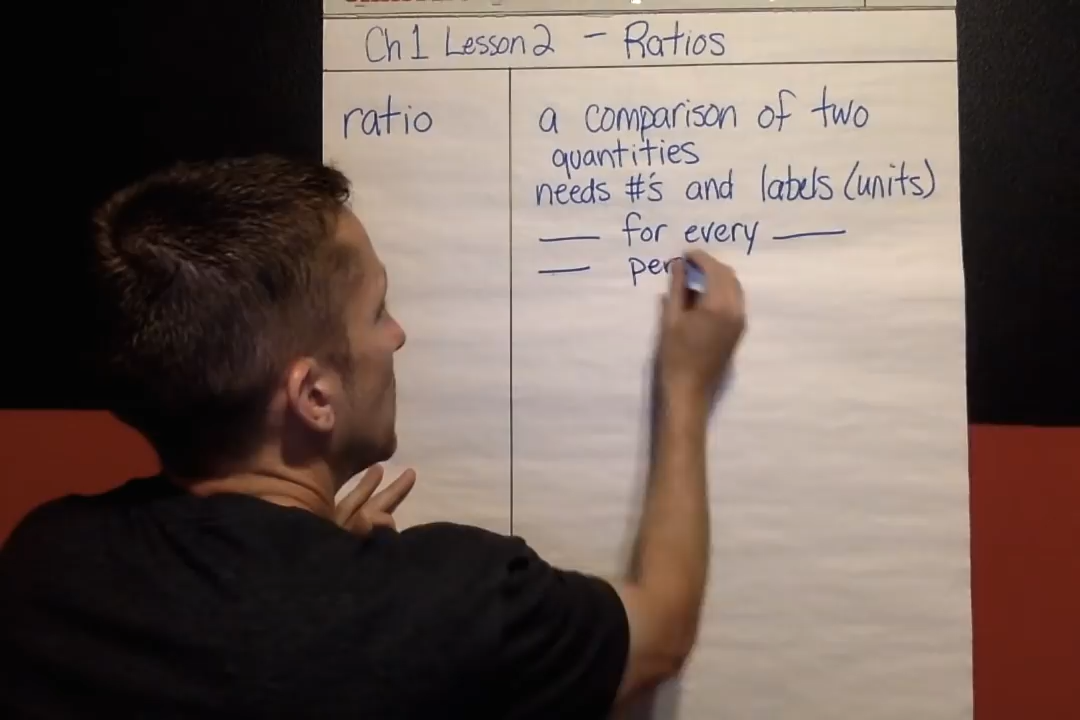 Ch 1 Lesson 2 - Ratios
ratio
a comparison of two
quantities
needs #'s and labels (units)
___ for every ___
___ per